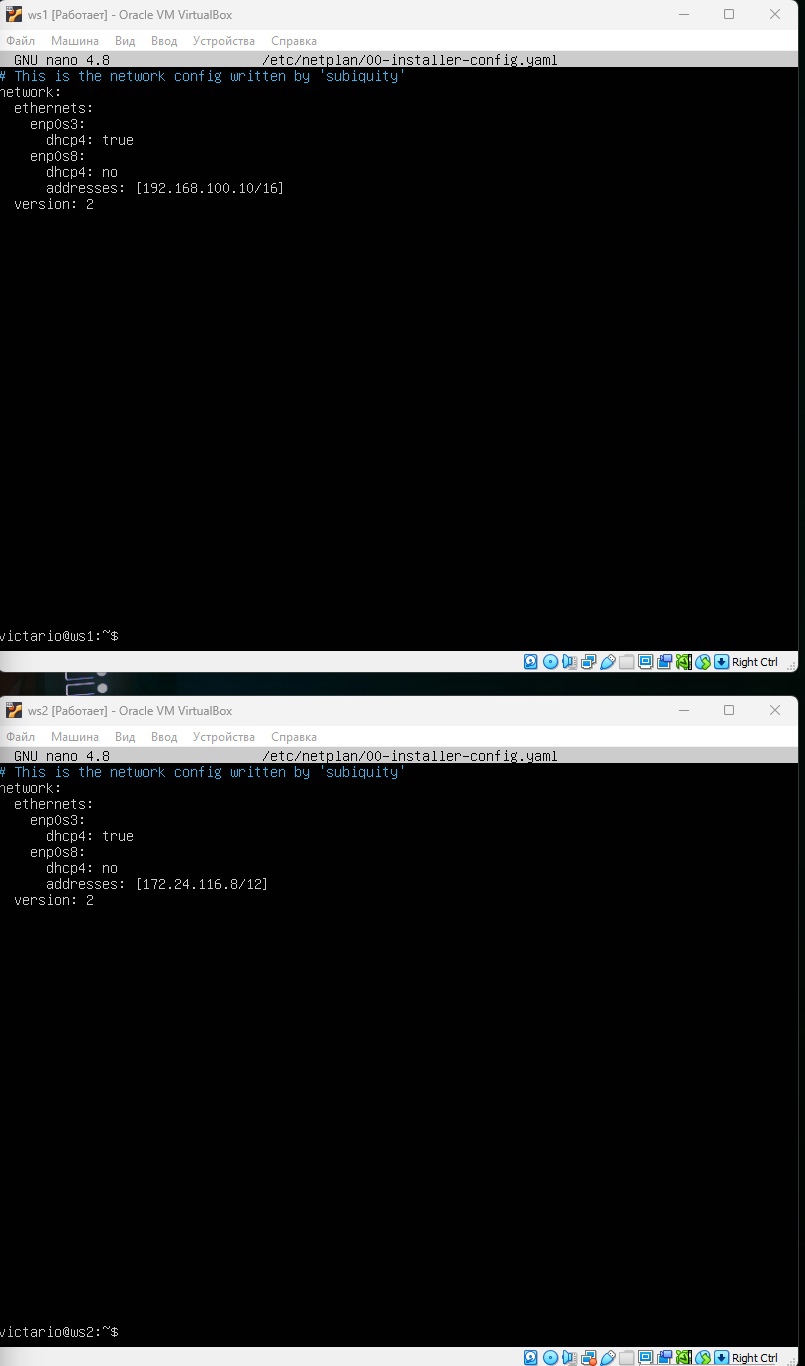 ws1 [Работает] - Oracle VM VirtualBox
Файл Машина Вид Ввод Устройства Справка
GNU nano 4.8 /etc/netplan/00-installer-config.yaml
# This is the network config written by 'subiquity'
network:
  ethernets:
    enp0s3:
      dhcp4: true
    enp0s8:
      dhcp4: no
      addresses: [192.168.100.10/16]
  version: 2
victario@ws1:~$
Right Ctrl
ws2 [Работает] - Oracle VM VirtualBox
Файл Машина Вид Ввод Устройства Справка
GNU nano 4.8 /etc/netplan/00-installer-config.yaml
# This is the network config written by 'subiquity'
network:
  ethernets:
    enp0s3:
      dhcp4: true
    enp0s8:
      dhcp4: no
      addresses: [172.24.116.8/12]
  version: 2
victario@ws2:~$
Right Ctrl